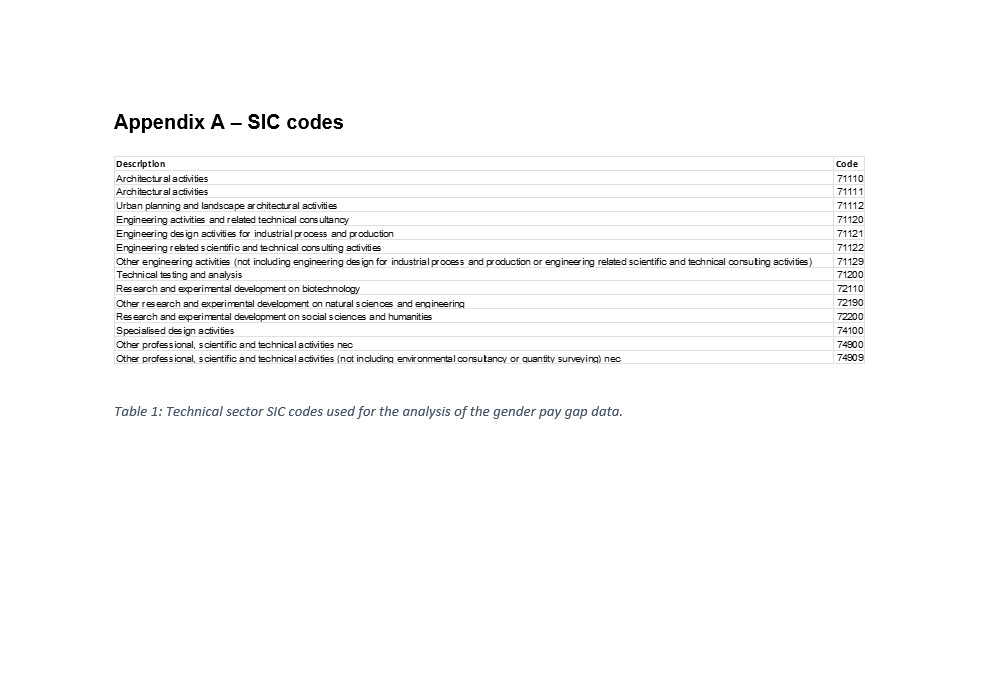 Appendix A – SIC codes
Description Code
Architectural activities 71110
Architectural activities 71111
Urban planning and landscape architectural activities 71112
Engineering activities and related technical consultancy 71120
Engineering design activities for industrial process and production 71121
Engineering related scientific and technical consulting activities 71122
Other engineering activities (not including engineering design for industrial process and production or engineering related scientific and technical consulting activities) 71129
Technical testing and analysis 71200
Research and experimental development on biotechnology 72110
Other research and experimental development on natural sciences and engineering 72190
Research and experimental development on social sciences and humanities 72200
Specialised design activities 74100
Other professional, scientific and technical activities nec 74900
Other professional, scientific and technical activities (not including environmental consultancy or quantity surveying) nec 74909
Table 1: Technical sector SIC codes used for the analysis of the gender pay gap data.